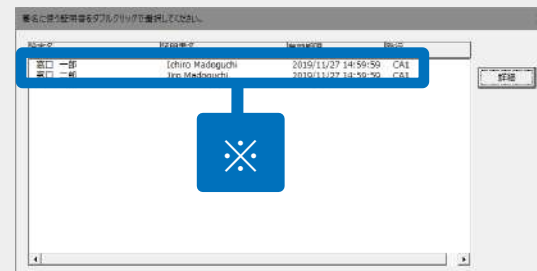 署名に使う証明書をダブルクリックで選択してください。
設定名 証明書名 有効期限 発行
窓口 一郎 Ichiro Madoguchi 2019/11/27 14:59:59 CA1
窓口 二郎 Jiro Madoguchi 2019/11/27 14:59:59 CA1
詳細
※